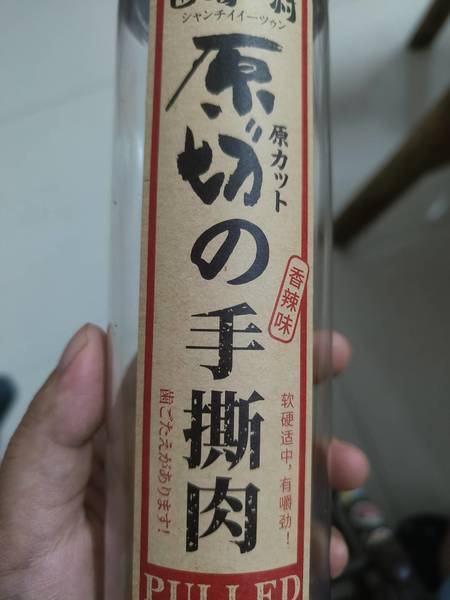 村
シャンチイイーツゥン
原切の手撕肉
原カット
香辣味
软硬适中,有嚼劲!
歯ごたえがあります!
PULLED